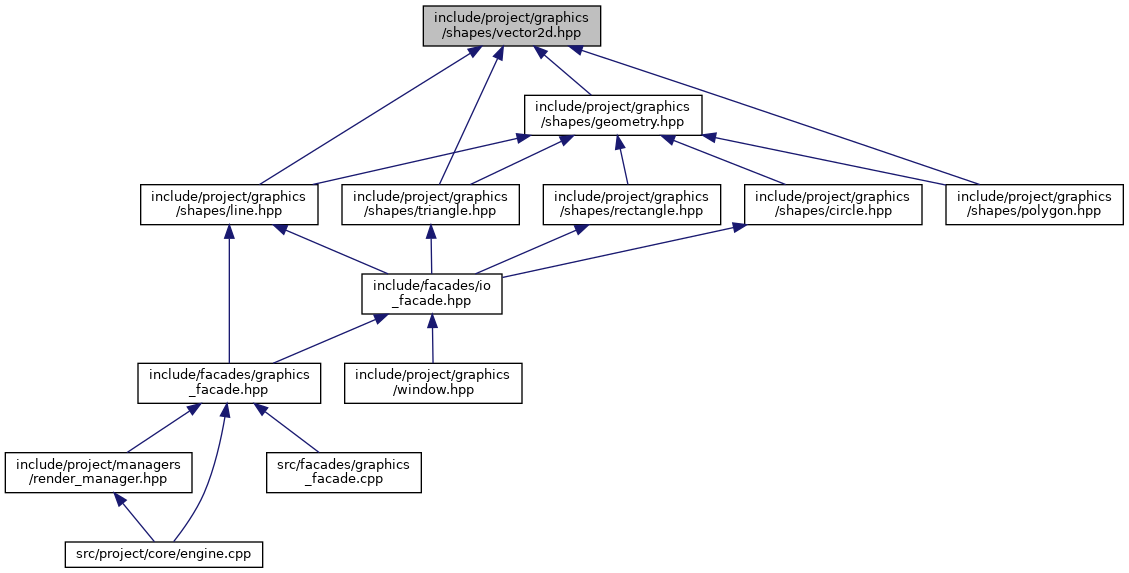 include/project/graphics
/shapes/vector2d.hpp
include/project/graphics
/shapes/geometry.hpp
include/project/graphics
/shapes/line.hpp
include/project/graphics
/shapes/triangle.hpp
include/project/graphics
/shapes/rectangle.hpp
include/project/graphics
/shapes/circle.hpp
include/project/graphics
/shapes/polygon.hpp
include/facades/io
_facade.hpp
include/facades/graphics
_facade.hpp
include/project/graphics
/window.hpp
include/project/managers
/render_manager.hpp
src/facades/graphics
_facade.cpp
src/project/core/engine.cpp